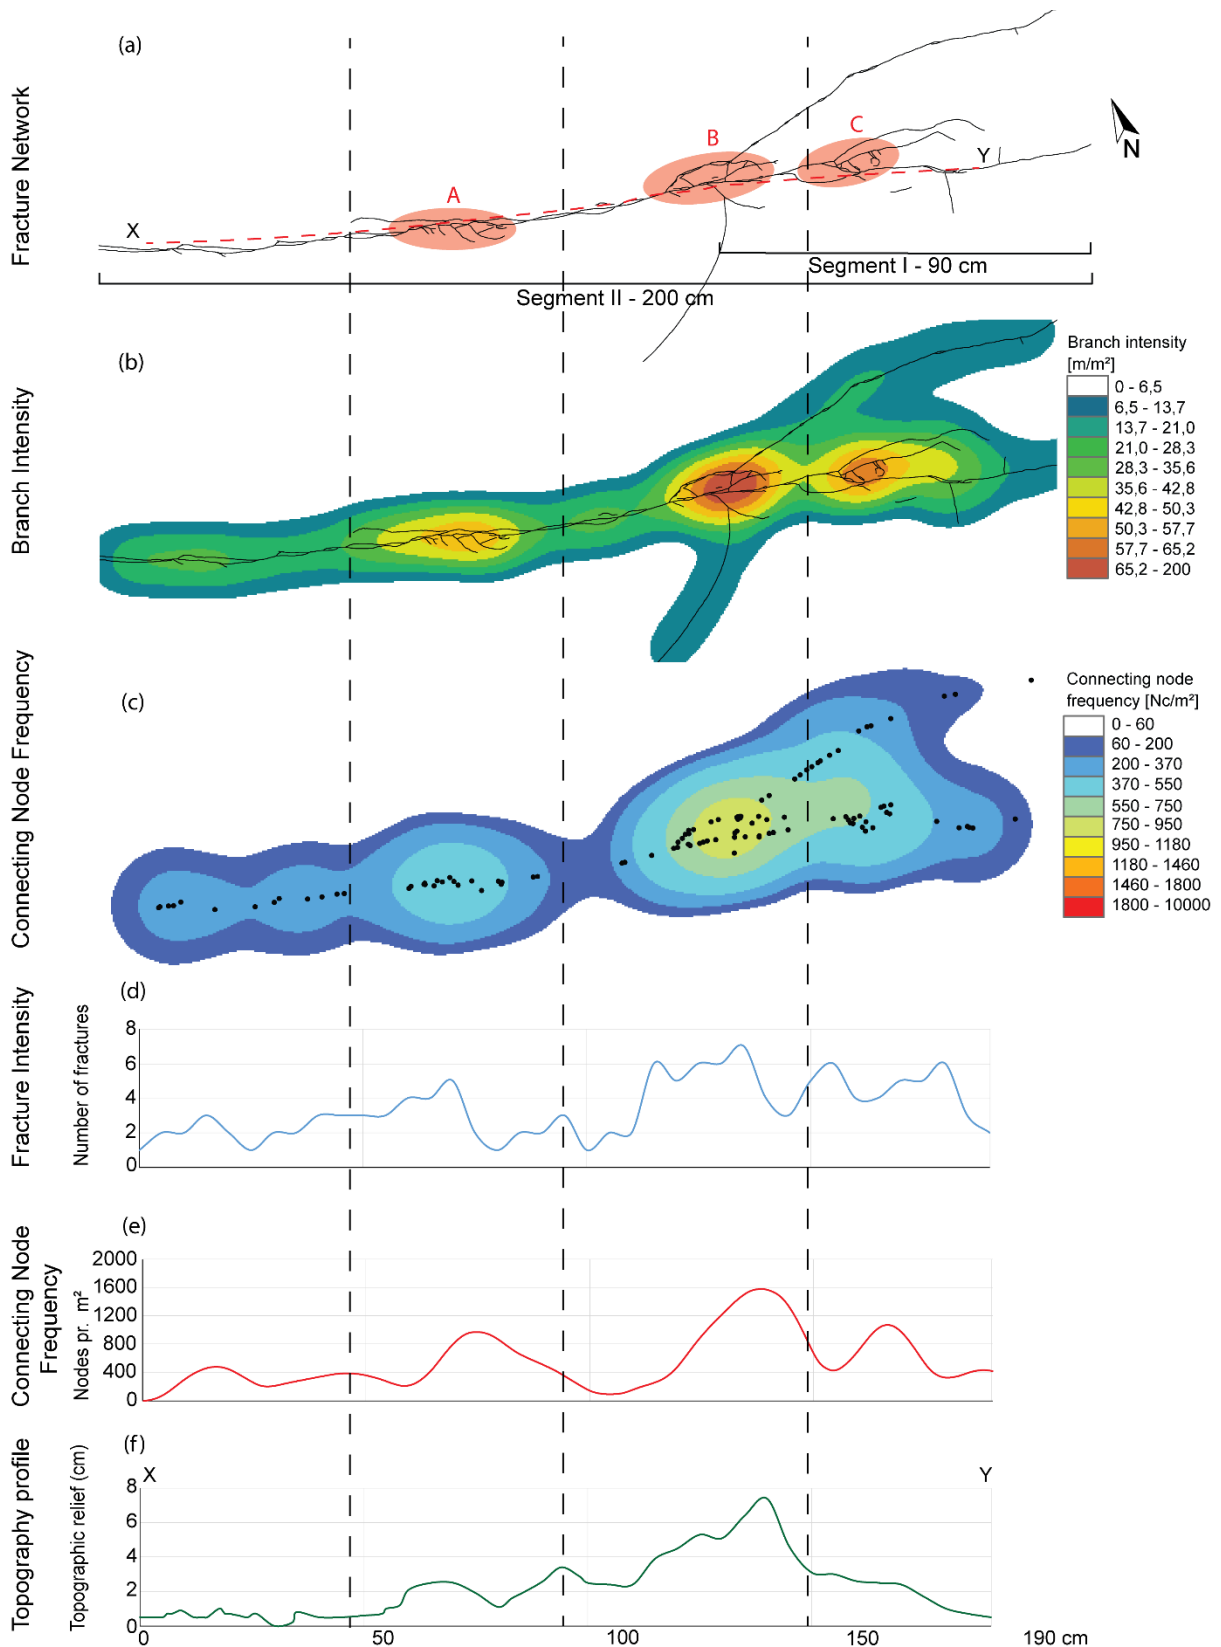 Fracture Network
(a)
A
B
C
X
Y
N
Segment I - 90 cm
Segment II - 200 cm
Branch Intensity
(b)
Branch intensity
[m/m²]
0 - 6,5
6,5 - 13,7
13,7 - 21,0
21,0 - 28,3
28,3 - 35,6
35,6 - 42,8
42,8 - 50,3
50,3 - 57,7
57,7 - 65,2
65,2 - 200
Connecting Node Frequency
(c)
Connecting node
frequency [Nc/m²]
0 - 60
60 - 200
200 - 370
370 - 550
550 - 750
750 - 950
950 - 1180
1180 - 1460
1460 - 1800
1800 - 10000
Fracture Intensity
(d)
Number of fractures
8
6
4
2
0
Connecting Node
Frequency
(e)
Nodes pr. m²
2000
1600
1200
800
400
0
Topography profile
(f)
Topographic relief (cm)
X
Y
8
6
4
2
0
0
50
100
150
190 cm